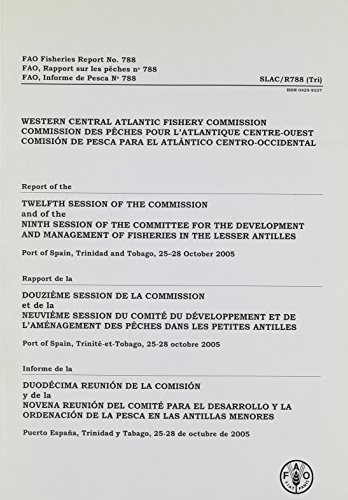 FAO Fisheries Report No. 788
FAO, Rapport sur les pêches nº 788
FAO, Informe de Pesca Nº 788
SLAC/R788 (Tri)
ISSN 0429-9337
WESTERN CENTRAL ATLANTIC FISHERY COMMISSION
COMMISSION DES PÊCHES POUR L'ATLANTIQUE CENTRE-OUEST
COMISIÓN DE PESCA PARA EL ATLÁNTICO CENTRO-OCCIDENTAL
Report of the
TWELFTH SESSION OF THE COMMISSION
and of the
NINTH SESSION OF THE COMMITTEE FOR THE DEVELOPMENT
AND MANAGEMENT OF FISHERIES IN THE LESSER ANTILLES
Port of Spain, Trinidad and Tobago, 25–28 October 2005
Rapport de la
DOUZIÈME SESSION DE LA COMMISSION
et de la
NEUVIÈME SESSION DU COMITÉ DU DÉVELOPPEMENT ET DE
L'AMÉNAGEMENT DES PÊCHES DANS LES PETITES ANTILLES
Port of Spain, Trinité-et-Tobago, 25-28 octobre 2005
Informe de la
DUODÉCIMA REUNIÓN DE LA COMISIÓN
y de la
NOVENA REUNIÓN DEL COMITÉ PARA EL DESARROLLO Y LA
ORDENACIÓN DE LA PESCA EN LAS ANTILLAS MENORES
Puerto España, Trinidad y Tabago, 25-28 de octubre de 2005
F A O
FIAT PANIS